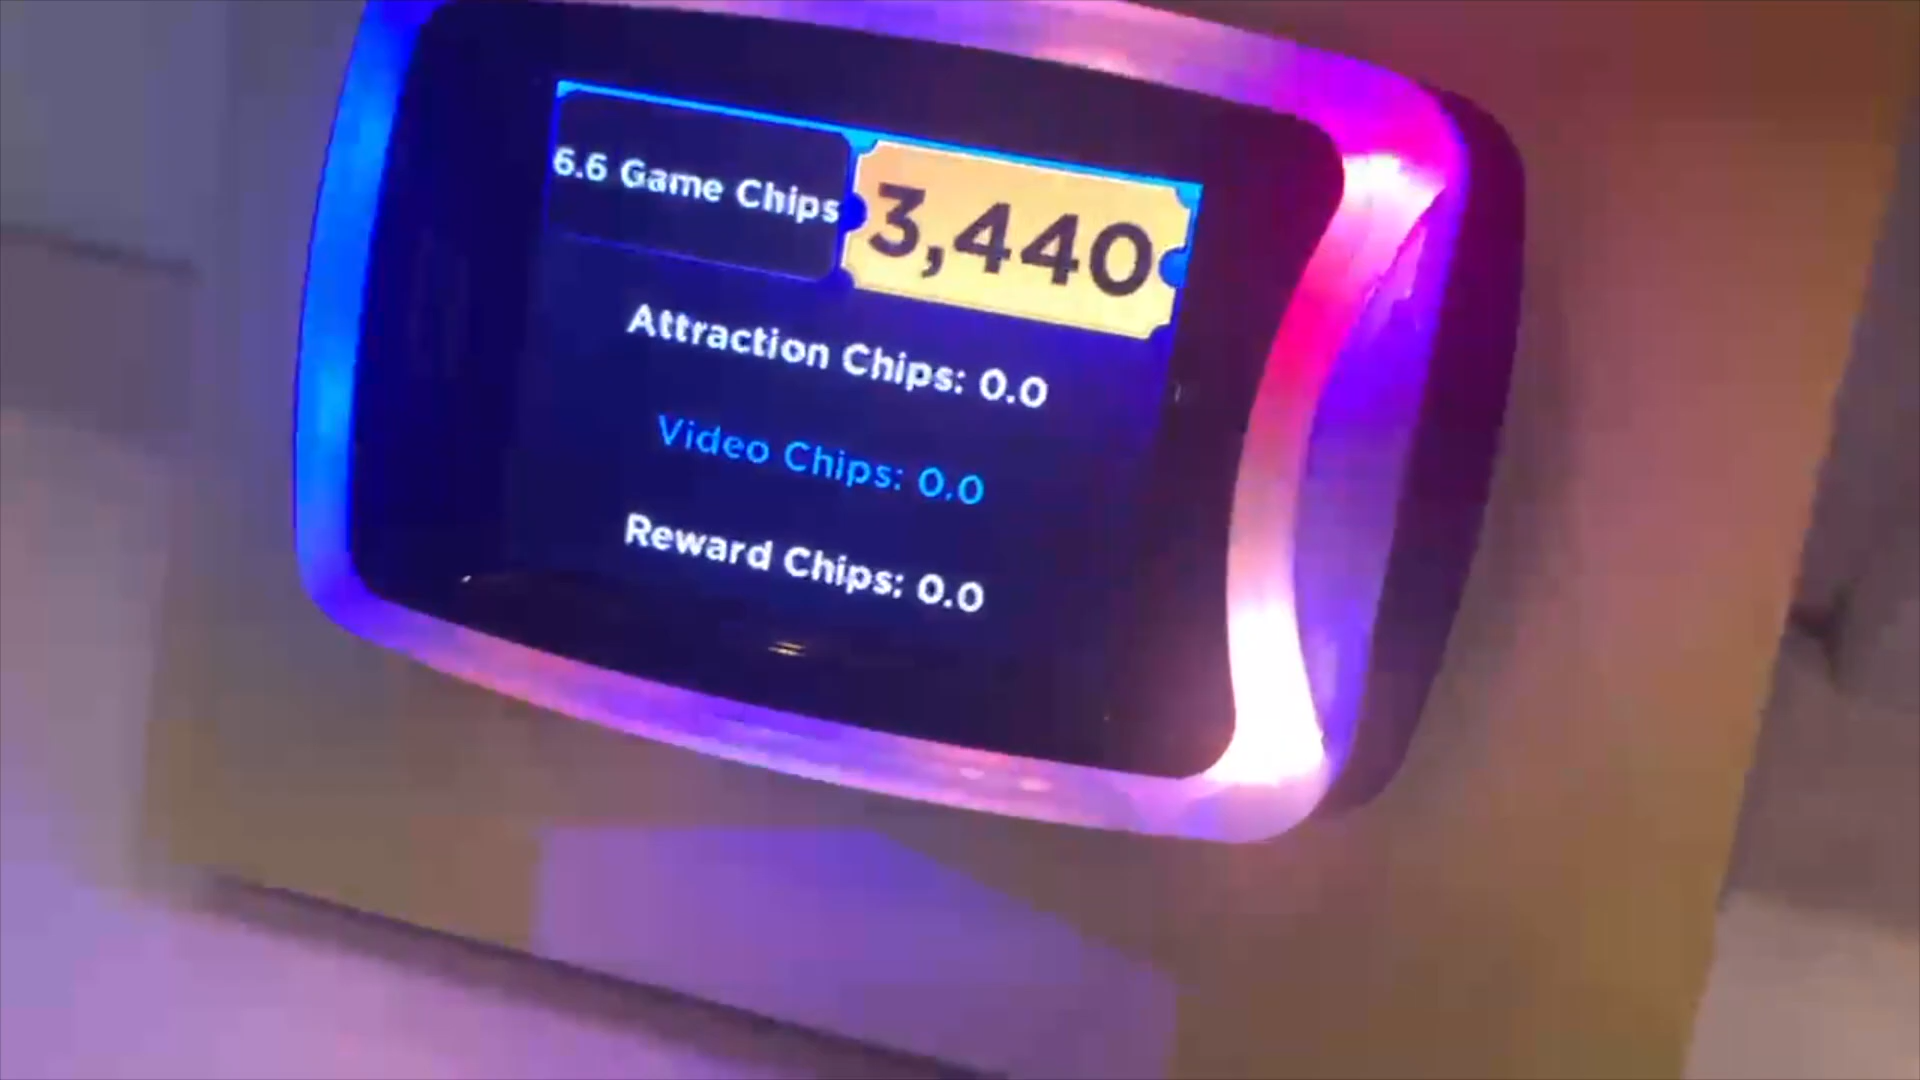 6.6 Game Chips
3,440
Attraction Chips: 0.0
Video Chips: 0.0
Reward Chips: 0.0